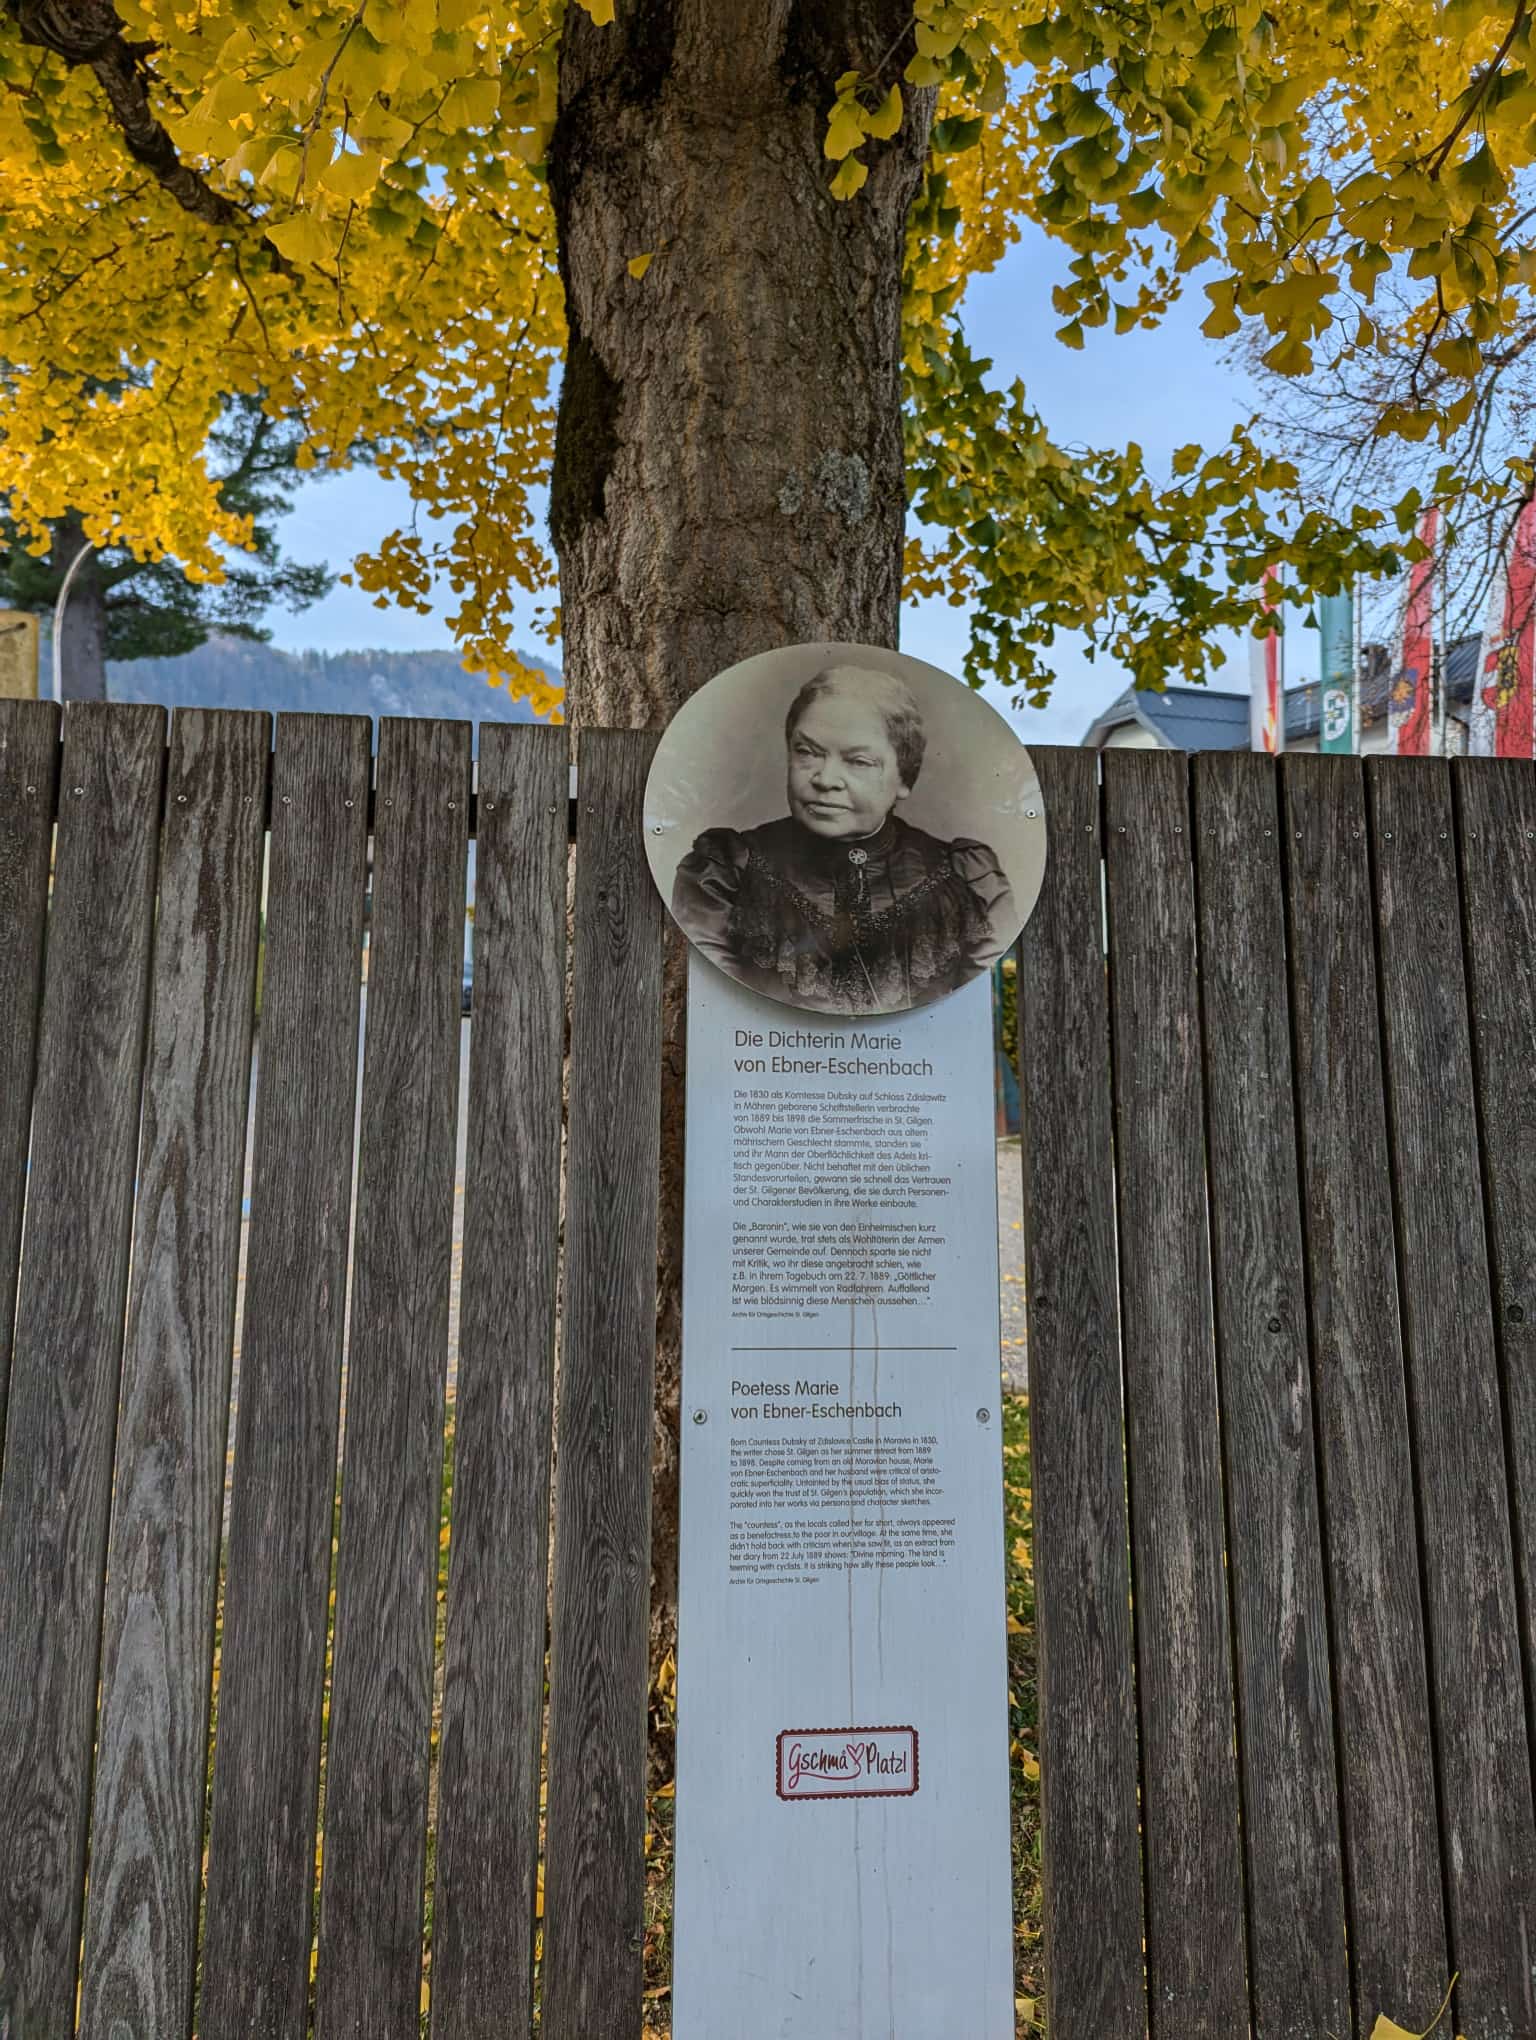 Die Dichterin Marie
von Ebner-Eschenbach
Die 1830 als Komtesse Dubsky auf Schloss Zdislawitz
in Mähren geborene Schriftstellerin verbrachte
von 1889 bis 1898 die Sommerfrische in St. Gilgen.
Obwohl Marie von Ebner-Eschenbach aus altem
mährischem Geschlecht stammte, standen sie
und ihr Mann der Oberflächlichkeit des Adels kri-
tisch gegenüber. Nicht behaftet mit den üblichen
Standesvorurteilen, gewann sie schnell das Vertrauen
der St. Gilgener Bevölkerung, die sie durch Personen-
und Charakterstudien in ihre Werke einbaute.
Die „Baronin“, wie sie von den Einheimischen kurz
genannt wurde, trat stets als Wohltäterin der Armen
unserer Gemeinde auf. Dennoch sparte sie nicht
mit Kritik, wo ihr diese angebracht schien, wie
z.B. in ihrem Tagebuch am 22. 7. 1889: „Göttlicher
Morgen. Es wimmelt von Radfahrern. Auffallend
ist wie blödsinnig diese Menschen aussehen...“
Archiv für Ortsgeschichte St. Gilgen
Poetess Marie
von Ebner-Eschenbach
Born Countess Dubsky at Zdislavice Castle in Moravia in 1830,
the writer chose St. Gilgen as her summer retreat from 1889
to 1898. Despite coming from an old Moravian house, Marie
von Ebner-Eschenbach and her husband were critical of aristo-
cratic superficiality. Untainted by the usual bias of status, she
quickly won the trust of St. Gilgen's population, which she incor-
porated into her works via persona and character sketches.
The "countess", as the locals called her for short, always appeared
as a benefactress to the poor in our village. At the same time, she
didn't hold back with criticism when she saw fit, as an extract from
her diary from 22 July 1889 shows: "Divine morning. The land is
teeming with cyclists. It is striking how silly these people look..."
Archiv für Ortsgeschichte St. Gilgen
Gschmå Platzl